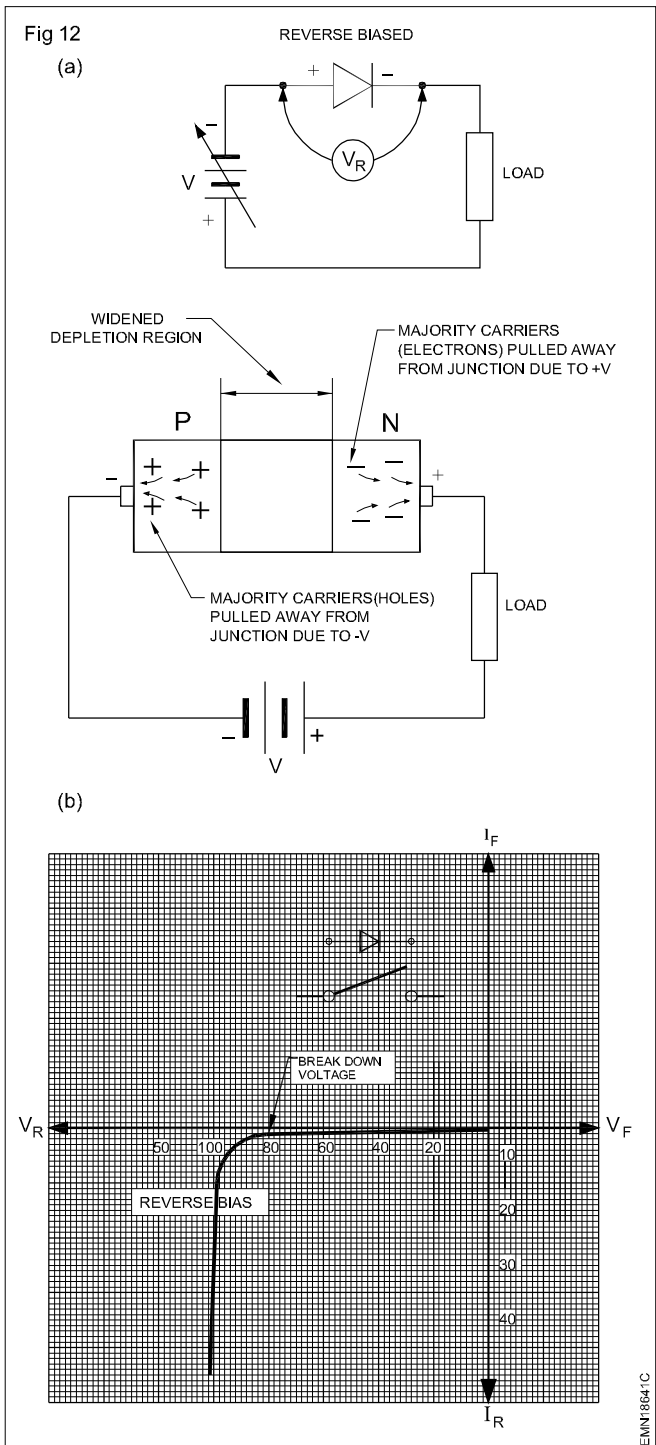 Fig 12
REVERSE BIASED
(a)
+
-
-
V
+
V_R
LOAD
WIDENED
DEPLETION REGION
MAJORITY CARRIERS
(ELECTRONS) PULLED AWAY
FROM JUNCTION DUE TO +V
P
N
-
+
+
+
+
-
-
-
-
+
MAJORITY CARRIERS(HOLES)
PULLED AWAY FROM
JUNCTION DUE TO -V
LOAD
-
+
V
(b)
I_F
BREAK DOWN
VOLTAGE
V_R
V_F
50 100 80 60 40 20
10
REVERSE BIAS
20
30
40
I_R
EMN18641C